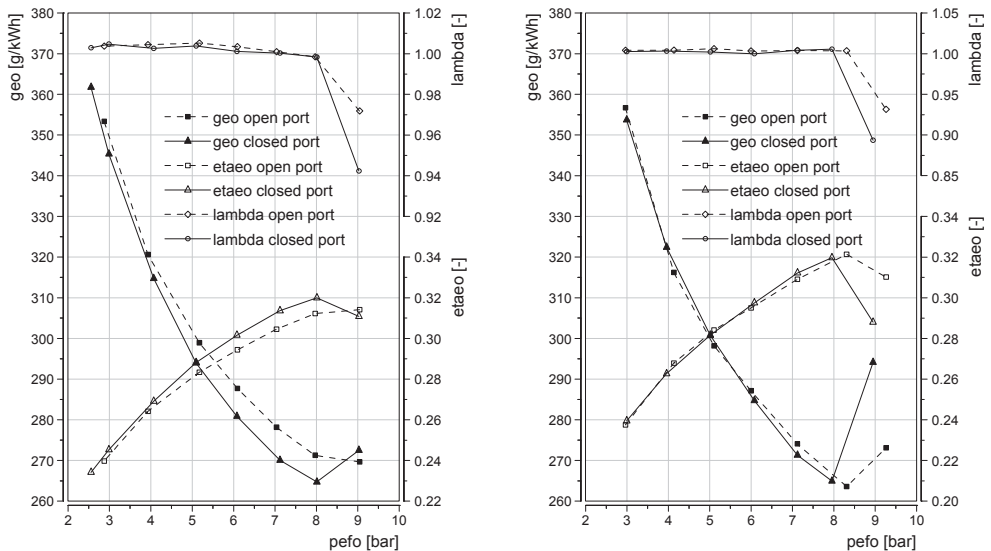 geo [g/kWh]
380
370
360
350
340
330
320
310
300
290
280
270
260
1.02
1.00
0.98
0.96
0.94
0.92
lambda [-]
0.34
0.32
0.30
0.28
0.26
0.24
0.22
etaeo [-]
geo open port
geo closed port
etaeo open port
etaeo closed port
lambda open port
lambda closed port
2 3 4 5 6 7 8 9 10
pefo [bar]
geo [g/kWh]
380
370
360
350
340
330
320
310
300
290
280
270
260
1.05
1.00
0.95
0.90
0.85
lambda [-]
0.34
0.32
0.30
0.28
0.26
0.24
0.22
0.20
etaeo [-]
geo open port
geo closed port
etaeo open port
etaeo closed port
lambda open port
lambda closed port
2 3 4 5 6 7 8 9 10
pefo [bar]